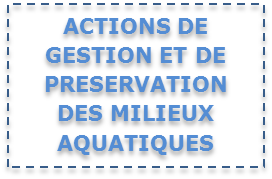 ACTIONS DE
GESTION ET DE
PRESERVATION
DES MILIEUX
AQUATIQUES